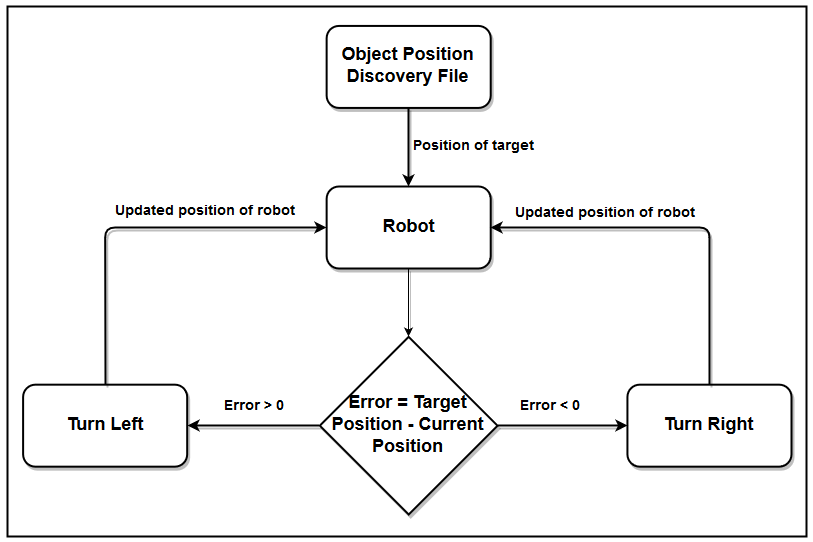 Object Position
Discovery File
Position of target
Updated position of robot
Robot
Updated position of robot
Turn Left
Error > 0
Error = Target
Position - Current
Position
Error < 0
Turn Right